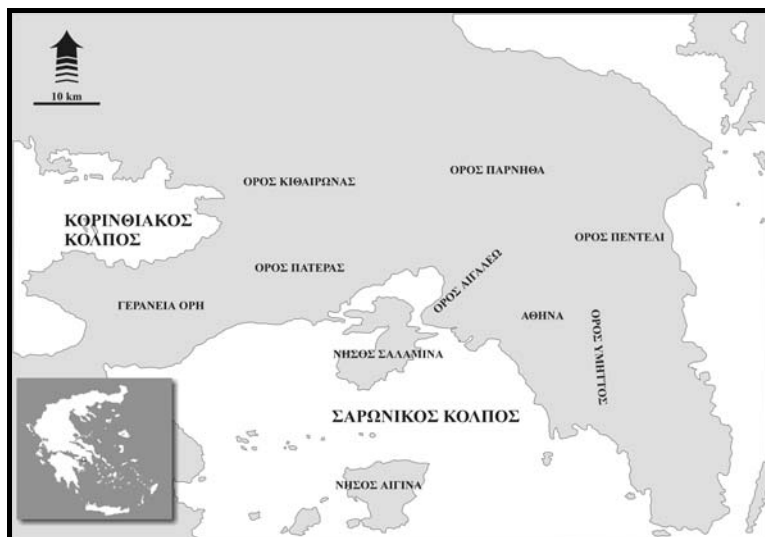 10 km
ΟΡΟΣ ΠΑΡΝΗΘΑ
ΟΡΟΣ ΚΙΘΑΙΡΩΝΑΣ
ΚΟΡΙΝΘΙΑΚΟΣ
ΚΟΛΠΟΣ
ΟΡΟΣ ΠΕΝΤΕΛΙ
ΟΡΟΣ ΠΑΤΕΡΑΣ
ΟΡΟΣ ΑΙΓΑΛΕΩ
ΓΕΡΑΝΕΙΑ ΟΡΗ
ΑΘΗΝΑ
ΟΡΟΣ ΥΜΗΤΤΟΣ
ΝΗΣΟΣ ΣΑΛΑΜΙΝΑ
ΣΑΡΩΝΙΚΟΣ ΚΟΛΠΟΣ
ΝΗΣΟΣ ΑΙΓΙΝΑ